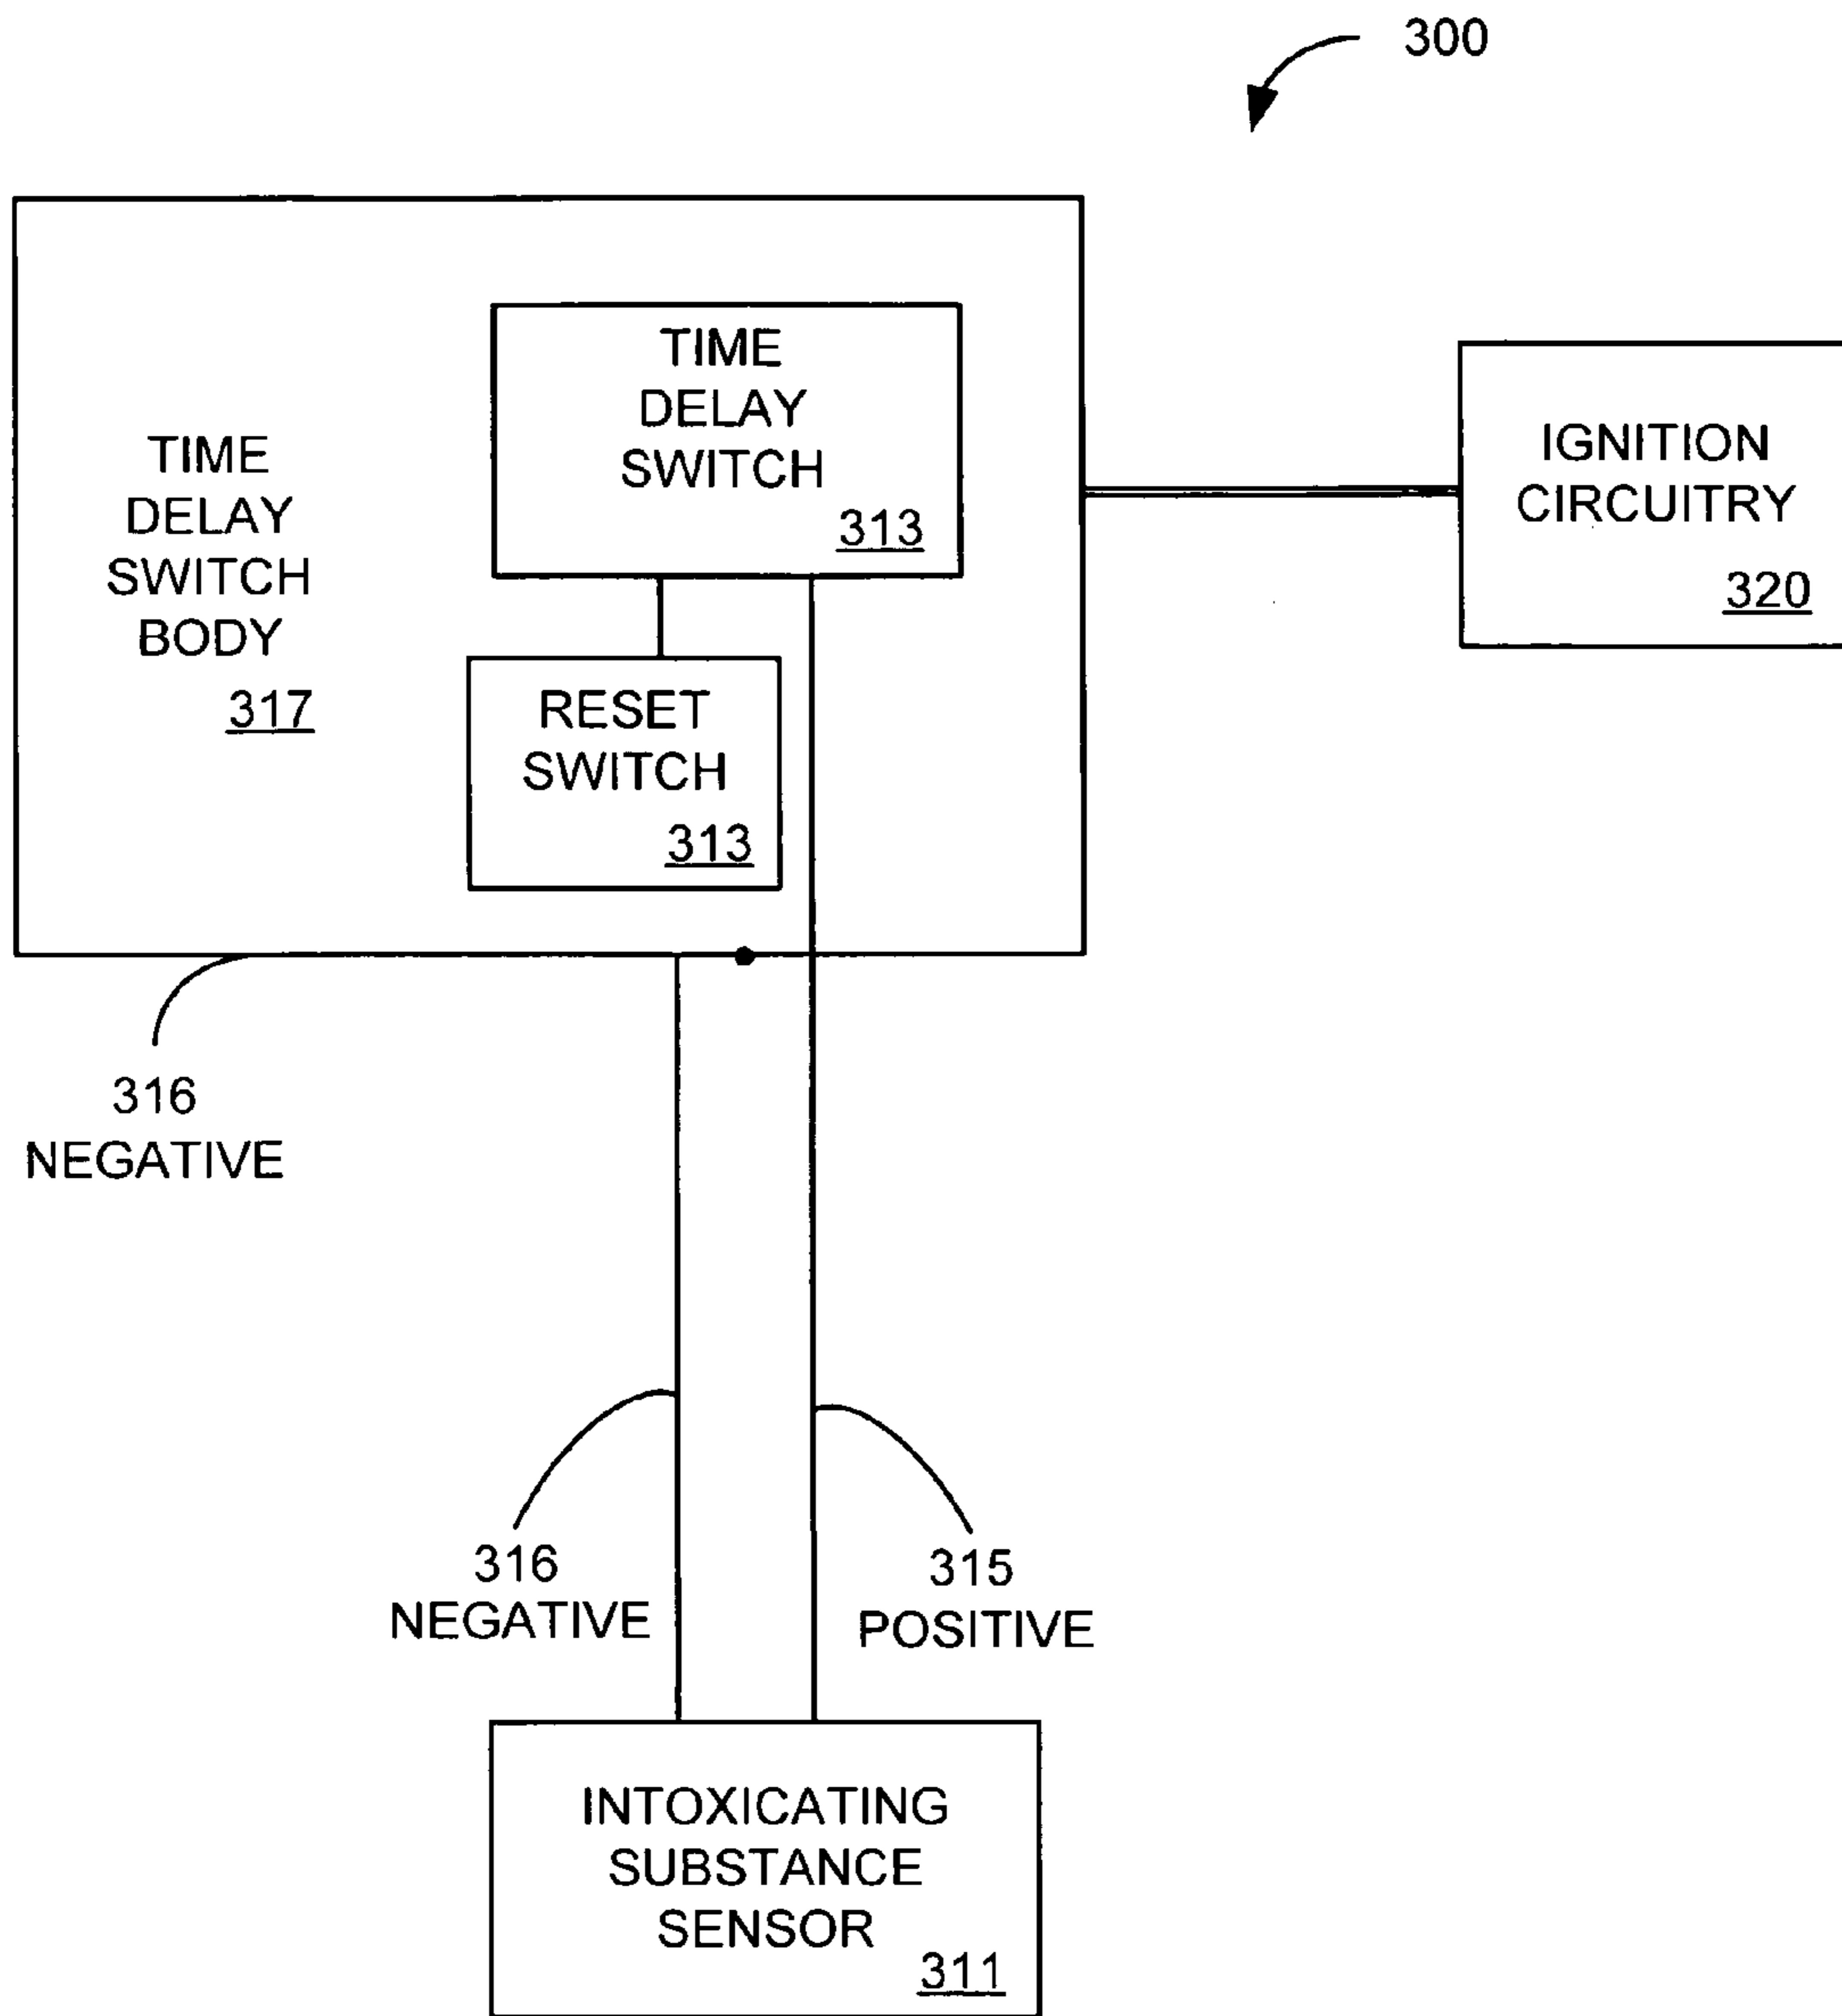 300
TIME
DELAY
SWITCH
BODY
317
TIME
DELAY
SWITCH
313
RESET
SWITCH
313
IGNITION
CIRCUITRY
320
316
NEGATIVE
316
NEGATIVE
315
POSITIVE
INTOXICATING
SUBSTANCE
SENSOR
311